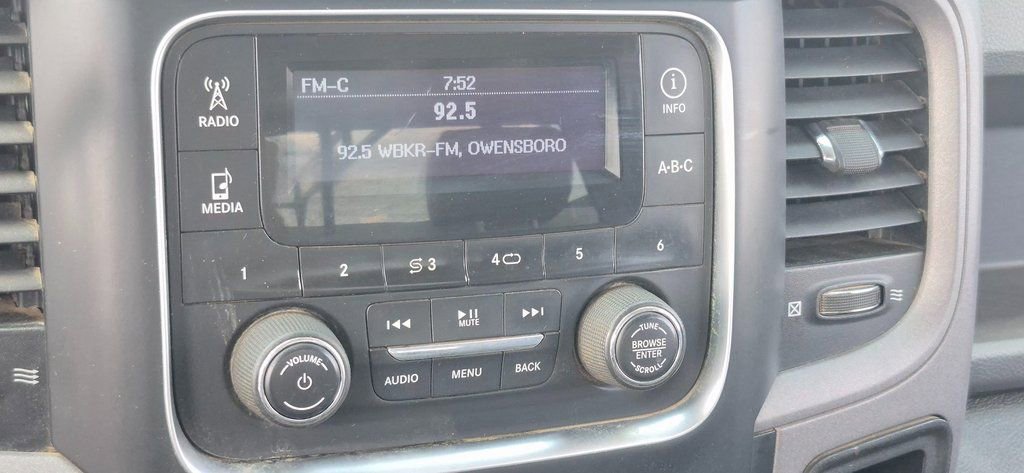 FM-C 7:52
92.5
92.5 WBKR-FM, OWENSBORO
RADIO
MEDIA
INFO
A·B·C
1
2
3
4
5
6
MUTE
AUDIO
MENU
BACK
VOLUME
TUNE
BROWSE
ENTER
SCROLL